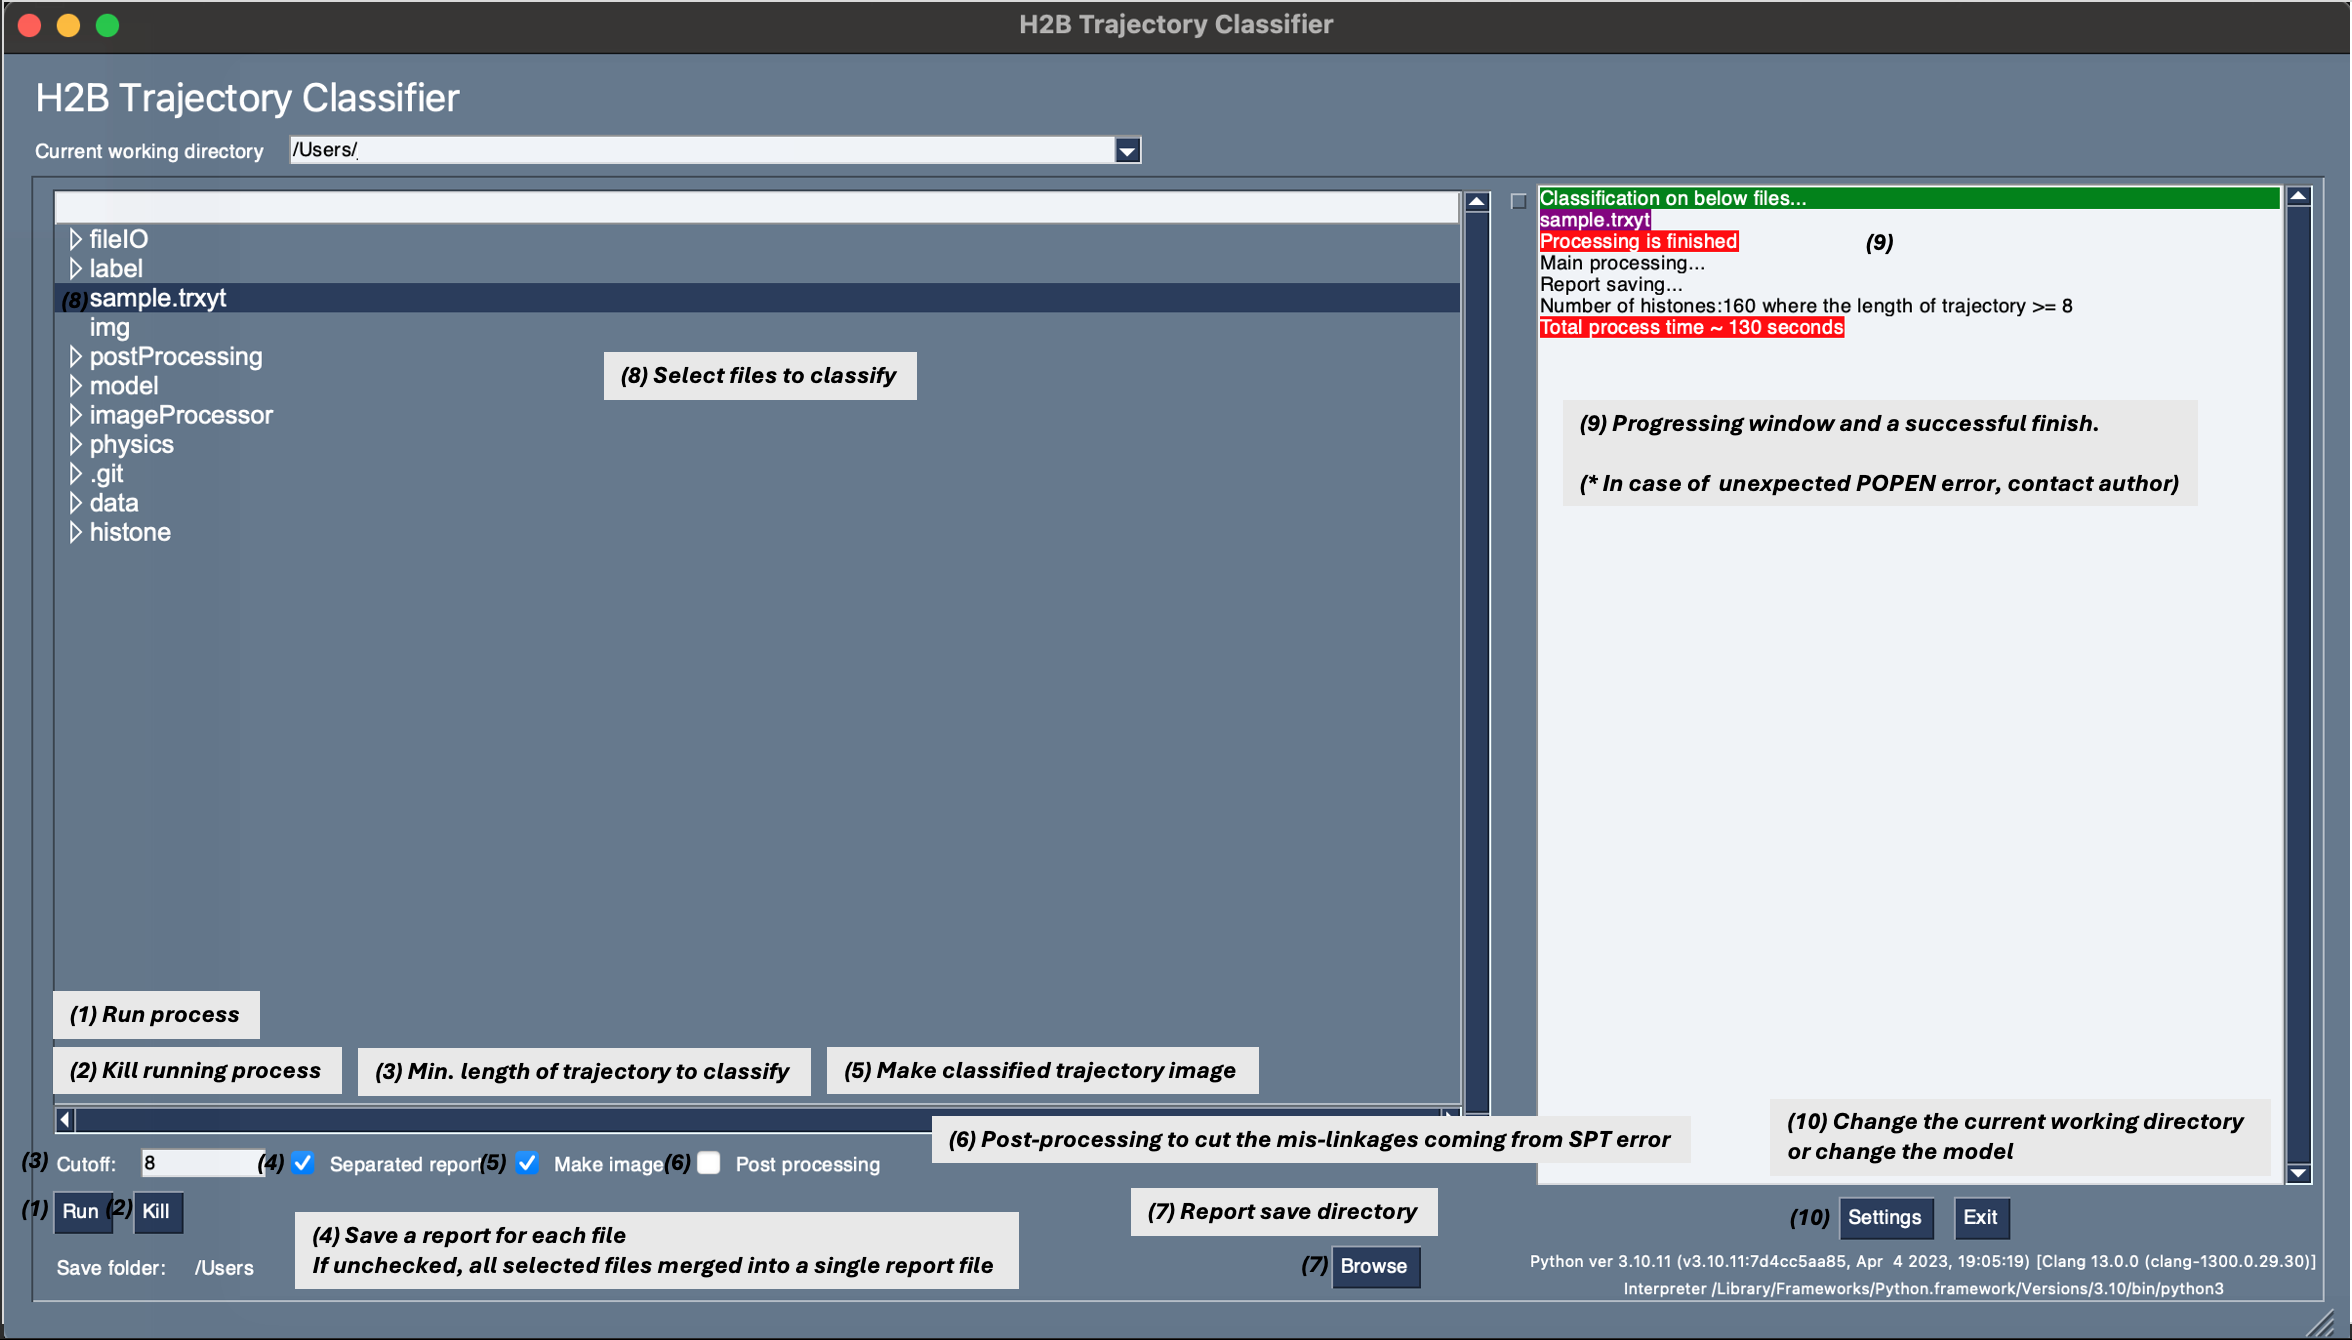 H2B Trajectory Classifier
H2B Trajectory Classifier
Current working directory /Users/
fileIO
label
(8) sample.trxyt
img
postProcessing
model
imageProcessor
physics
.git
data
histone
(8) Select files to classify
Classification on below files...
sample.trxyt
Processing is finished
(9)
Main processing...
Report saving...
Number of histones:160 where the length of trajectory >= 8
Total process time ~ 130 seconds
(9) Progressing window and a successful finish.
(* In case of unexpected POPEN error, contact author)
(1) Run process
(2) Kill running process
(3) Min. length of trajectory to classify
(5) Make classified trajectory image
(6) Post-processing to cut the mis-linkages coming from SPT error
(10) Change the current working directory
or change the model
(3) Cutoff: 8 (4) Separated report (5) Make image (6) Post processing
(1) Run (2) Kill
(4) Save a report for each file
If unchecked, all selected files merged into a single report file
(7) Report save directory
(10) Settings Exit
Save folder: /Users
(7) Browse
Python ver 3.10.11 (v3.10.11:7d4cc5aa85, Apr 4 2023, 19:05:19) [Clang 13.0.0 (clang-1300.0.29.30)]
Interpreter /Library/Frameworks/Python.framework/Versions/3.10/bin/python3